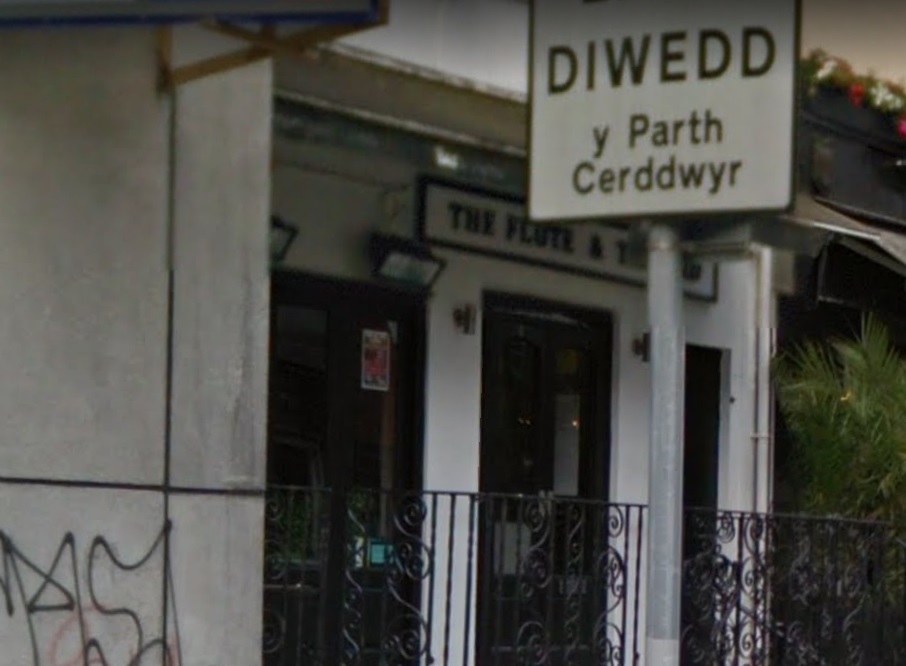 DIWEDD
y Parth
Cerddwyr
THE FLUTE & T